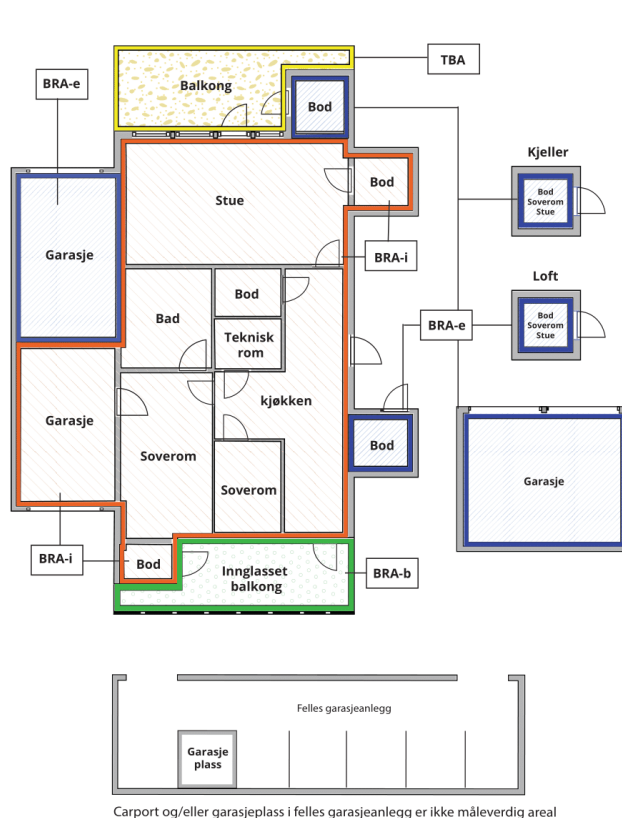 TBA
BRA-e
Balkong
Bod
Kjeller
Bod
Stue
Bod
Soverom
Stue
Garasje
BRA-i
Loft
Bod
Bad
Teknisk
rom
BRA-e
Bod
Soverom
Stue
kjøkken
Garasje
Soverom
Bod
Garasje
Soverom
BRA-i
Bod
Innglasset
balkong
BRA-b
Felles garasjeanlegg
Garasje
plass
Carport og/eller garasjeplass i felles garasjeanlegg er ikke måleverdig areal